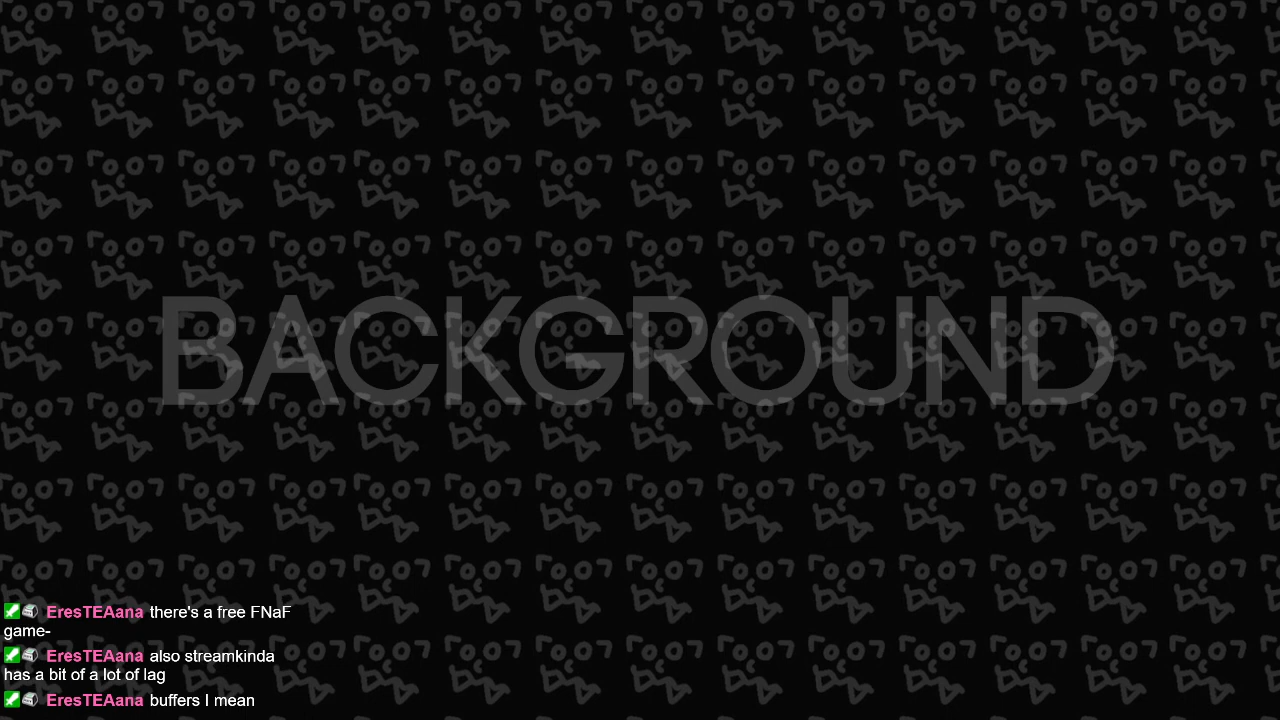 BACKGROUND
EresTEAana there's a free FNaF
game-
EresTEAana also streamkinda
has a bit of a lot of lag
EresTEAana buffers I mean